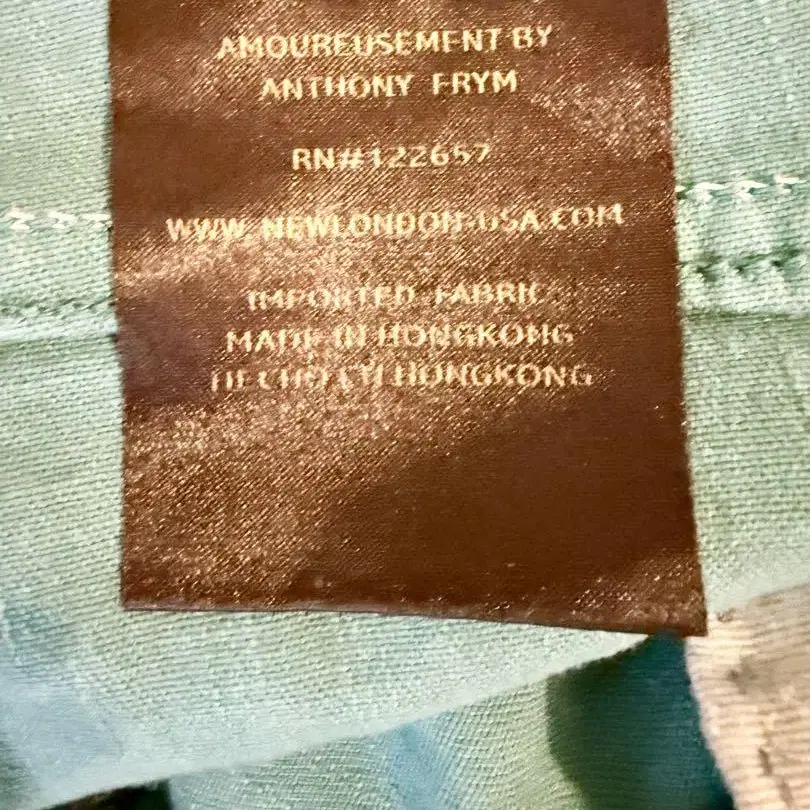 AMOUREUSEMENT BY
ANTHONY FRYM
RN#122657
WWW.NEWLONDON-USA.COM
IMPORTED FABRIC
MADE IN HONGKONG
HECHO EN HONGKONG